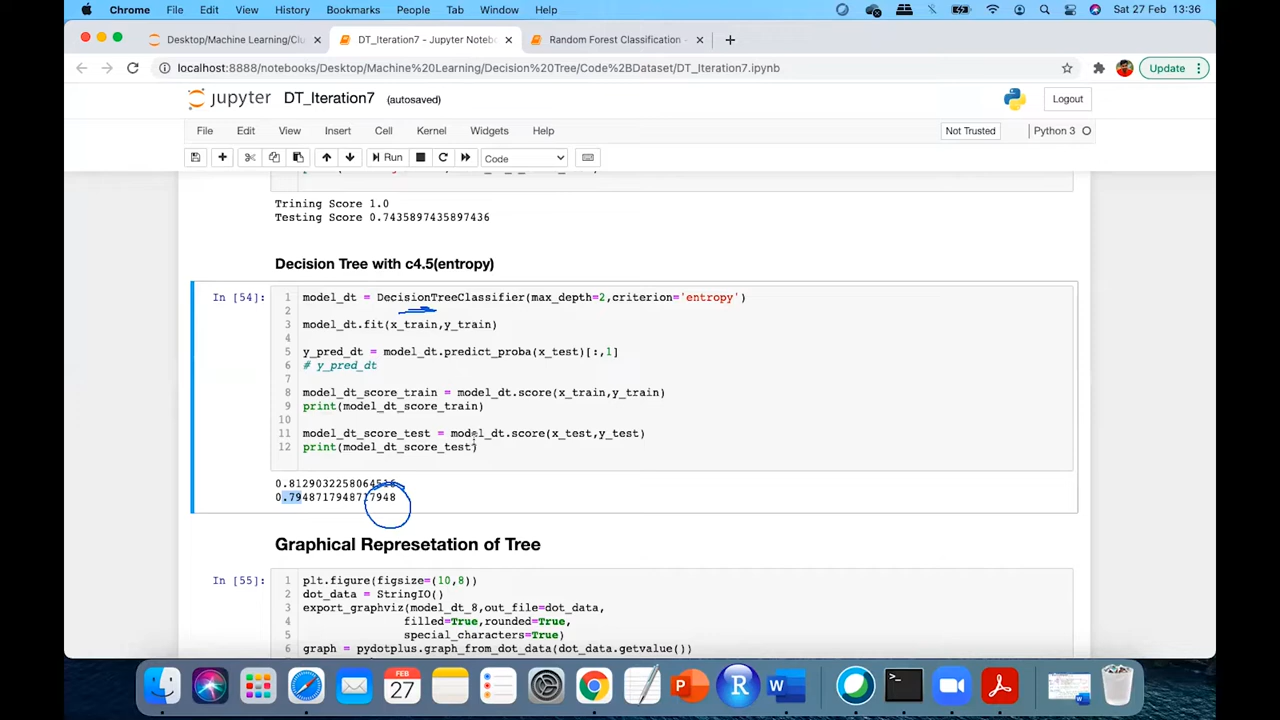 Chrome File Edit View History Bookmarks People Tab Window Help Sat 27 Feb 13:36
Desktop/Machine Learning/Clu DT_Iteration7 - Jupyter Noteb Random Forest Classification -
localhost:8888/notebooks/Desktop/Machine%20Learning/Decision%20Tree/Code%2BDataset/DT_Iteration7.ipynb Update
jupyter DT_Iteration7 (autosaved) Logout
File Edit View Insert Cell Kernel Widgets Help Not Trusted Python 3
Run Code
Trining Score 1.0
Testing Score 0.7435897435897436
Decision Tree with c4.5(entropy)
In [54]: 1 model_dt = DecisionTreeClassifier(max_depth=2,criterion='entropy')
2
3 model_dt.fit(x_train,y_train)
4
5 y_pred_dt = model_dt.predict_proba(x_test)[:,1]
6 # y_pred_dt
7
8 model_dt_score_train = model_dt.score(x_train,y_train)
9 print(model_dt_score_train)
10
11 model_dt_score_test = model_dt.score(x_test,y_test)
12 print(model_dt_score_test)
0.8129032258064516
0.7948717948717948
Graphical Represetation of Tree
In [55]: 1 plt.figure(figsize=(10,8))
2 dot_data = StringIO()
3 export_graphviz(model_dt_8,out_file=dot_data,
4 filled=True,rounded=True,
5 special_characters=True)
6 graph = pydotplus.graph_from_dot_data(dot_data.getvalue())
FEB
27